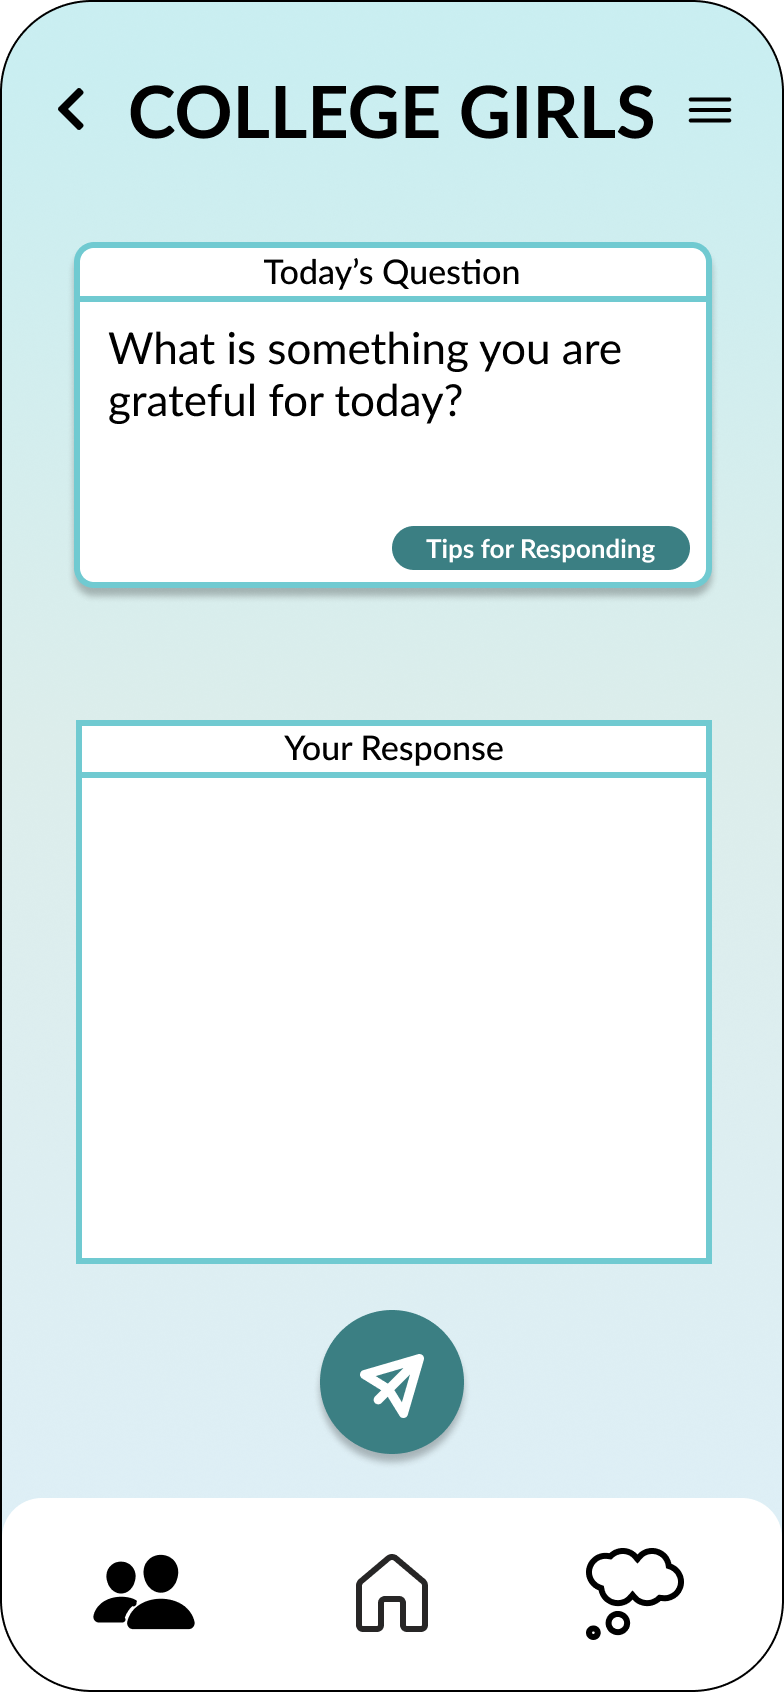 COLLEGE GIRLS
Today’s Question
What is something you are
grateful for today?
Tips for Responding
Your Response